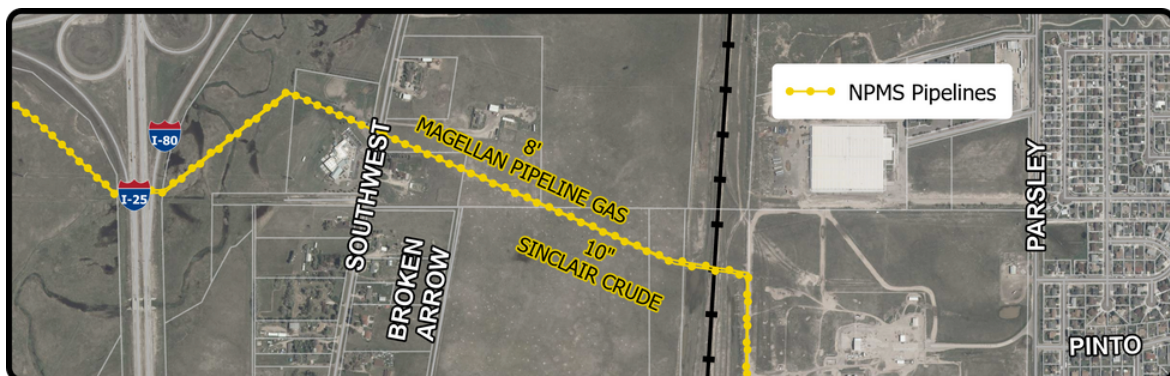 NPMS Pipelines
I-80
I-25
SOUTHWEST
BROKEN
ARROW
8'
MAGELLAN PIPELINE GAS
10"
SINCLAIR CRUDE
PARSLEY
PINTO